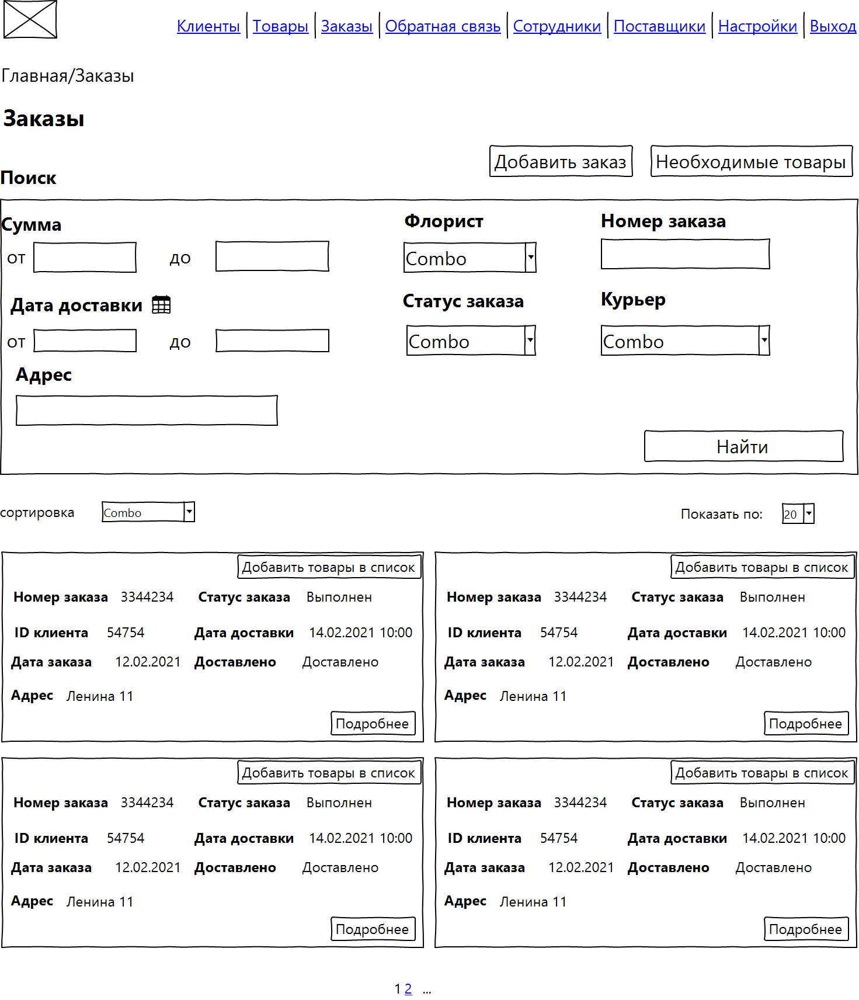 Клиенты Товары Заказы Обратная связь Сотрудники Поставщики Настройки Выход
Главная/Заказы
Заказы
Добавить заказ Необходимые товары
Поиск
Сумма Флорист Номер заказа
от до Combo
Дата доставки Статус заказа Курьер
от до Combo Combo
Адрес
Найти
сортировка Combo Показать по: 20
Добавить товары в список Добавить товары в список
Номер заказа 3344234 Статус заказа Выполнен Номер заказа 3344234 Статус заказа Выполнен
ID клиента 54754 Дата доставки 14.02.2021 10:00 ID клиента 54754 Дата доставки 14.02.2021 10:00
Дата заказа 12.02.2021 Доставлено Доставлено Дата заказа 12.02.2021 Доставлено Доставлено
Адрес Ленина 11 Адрес Ленина 11
Подробнее Подробнее
Добавить товары в список Добавить товары в список
Номер заказа 3344234 Статус заказа Выполнен Номер заказа 3344234 Статус заказа Выполнен
ID клиента 54754 Дата доставки 14.02.2021 10:00 ID клиента 54754 Дата доставки 14.02.2021 10:00
Дата заказа 12.02.2021 Доставлено Доставлено Дата заказа 12.02.2021 Доставлено Доставлено
Адрес Ленина 11 Адрес Ленина 11
Подробнее Подробнее
1 2 ...